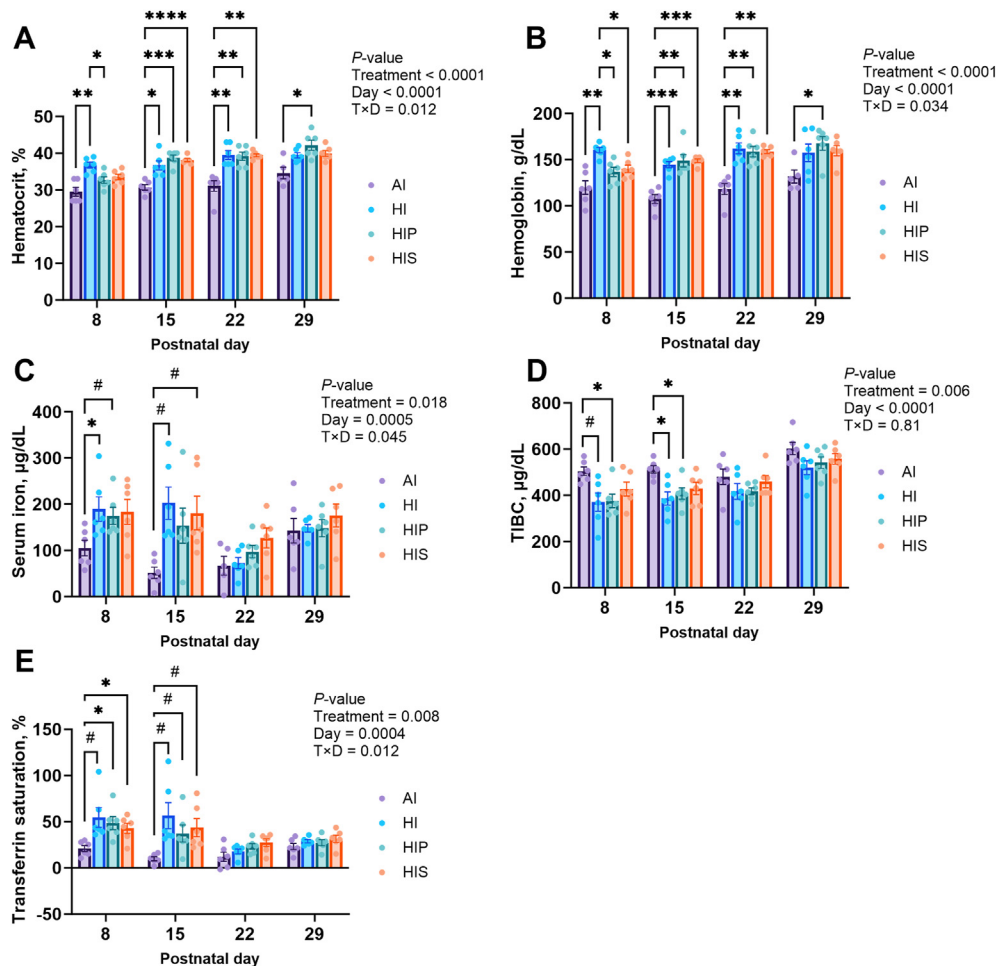 A
****
**
***
**
*
**
*
**
*
P-value
Treatment < 0.0001
Day < 0.0001
T×D = 0.012
Hematocrit, %
50
40
30
20
10
0
8
15
22
29
Postnatal day
AI
HI
HIP
HIS
B
*
***
**
*
**
**
**
***
**
*
P-value
Treatment < 0.0001
Day < 0.0001
T×D = 0.034
Hemoglobin, g/dL
200
150
100
50
0
8
15
22
29
Postnatal day
AI
HI
HIP
HIS
C
#
#
*
#
P-value
Treatment = 0.018
Day = 0.0005
T×D = 0.045
Serum iron, µg/dL
400
300
200
100
0
8
15
22
29
Postnatal day
AI
HI
HIP
HIS
D
*
*
#
*
P-value
Treatment = 0.006
Day < 0.0001
T×D = 0.81
TIBC, µg/dL
800
600
400
200
0
8
15
22
29
Postnatal day
AI
HI
HIP
HIS
E
*
#
*
#
#
#
P-value
Treatment = 0.008
Day = 0.0004
T×D = 0.012
Transferrin saturation, %
150
100
50
0
-50
8
15
22
29
Postnatal day
AI
HI
HIP
HIS